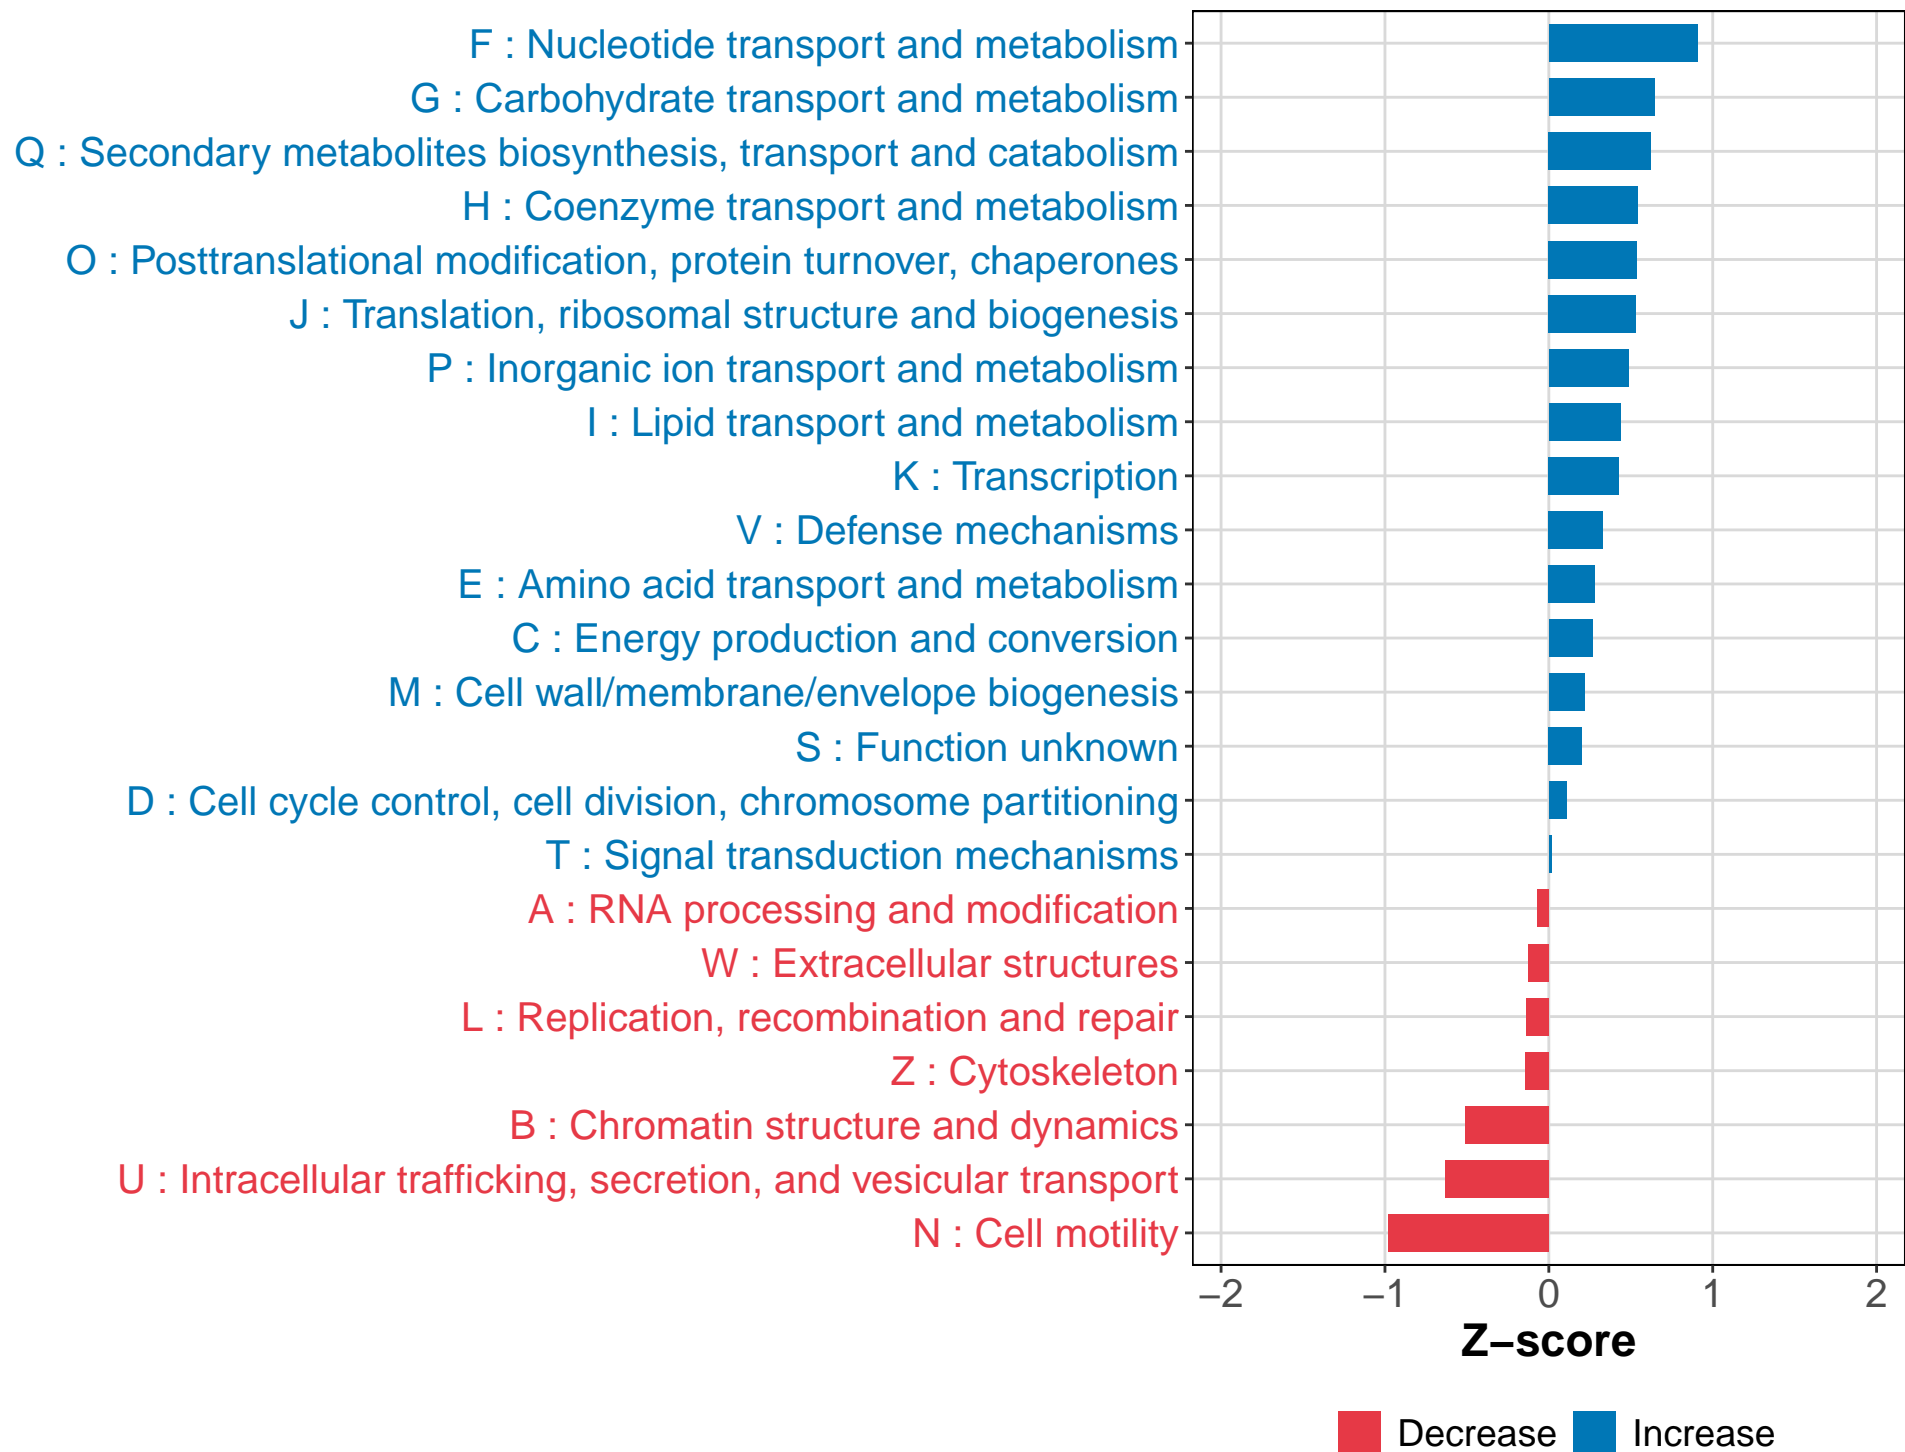 F : Nucleotide transport and metabolism
G : Carbohydrate transport and metabolism
Q : Secondary metabolites biosynthesis, transport and catabolism
H : Coenzyme transport and metabolism
O : Posttranslational modification, protein turnover, chaperones
J : Translation, ribosomal structure and biogenesis
P : Inorganic ion transport and metabolism
I : Lipid transport and metabolism
K : Transcription
V : Defense mechanisms
E : Amino acid transport and metabolism
C : Energy production and conversion
M : Cell wall/membrane/envelope biogenesis
S : Function unknown
D : Cell cycle control, cell division, chromosome partitioning
T : Signal transduction mechanisms
A : RNA processing and modification
W : Extracellular structures
L : Replication, recombination and repair
Z : Cytoskeleton
B : Chromatin structure and dynamics
U : Intracellular trafficking, secretion, and vesicular transport
N : Cell motility
−2 −1 0 1 2
Z−score
Decrease Increase